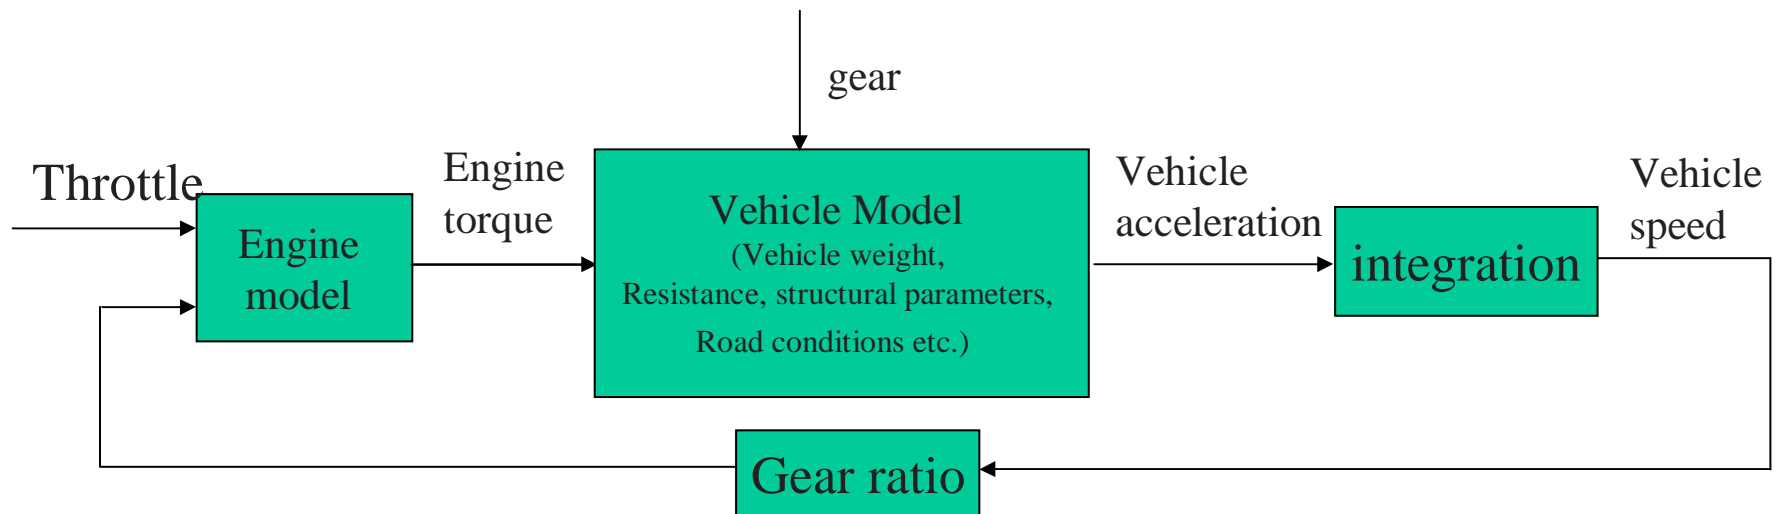 gear
Throttle
Engine
torque
Engine
model
Vehicle Model
(Vehicle weight,
Resistance, structural parameters,
Road conditions etc.)
Vehicle
acceleration
integration
Vehicle
speed
Gear ratio